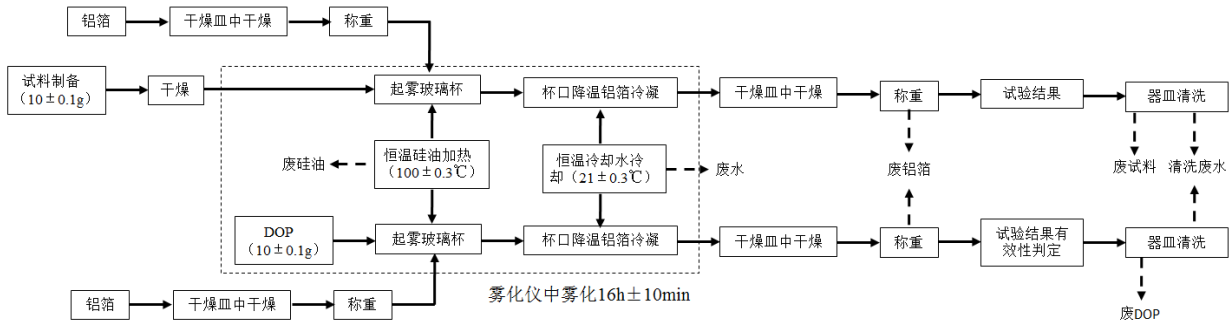 铝箔
干燥皿中干燥
称重
试料制备
（10±0.1g）
干燥
起雾玻璃杯
杯口降温铝箔冷凝
干燥皿中干燥
称重
试验结果
器皿清洗
废硅油
恒温硅油加热
（100±0.3℃）
恒温冷却水冷
却（21±0.3℃）
废水
废铝箔
废试料
清洗废水
DOP
（10±0.1g）
起雾玻璃杯
杯口降温铝箔冷凝
干燥皿中干燥
称重
试验结果有
效性判定
器皿清洗
铝箔
干燥皿中干燥
称重
雾化仪中雾化16h±10min
废DOP